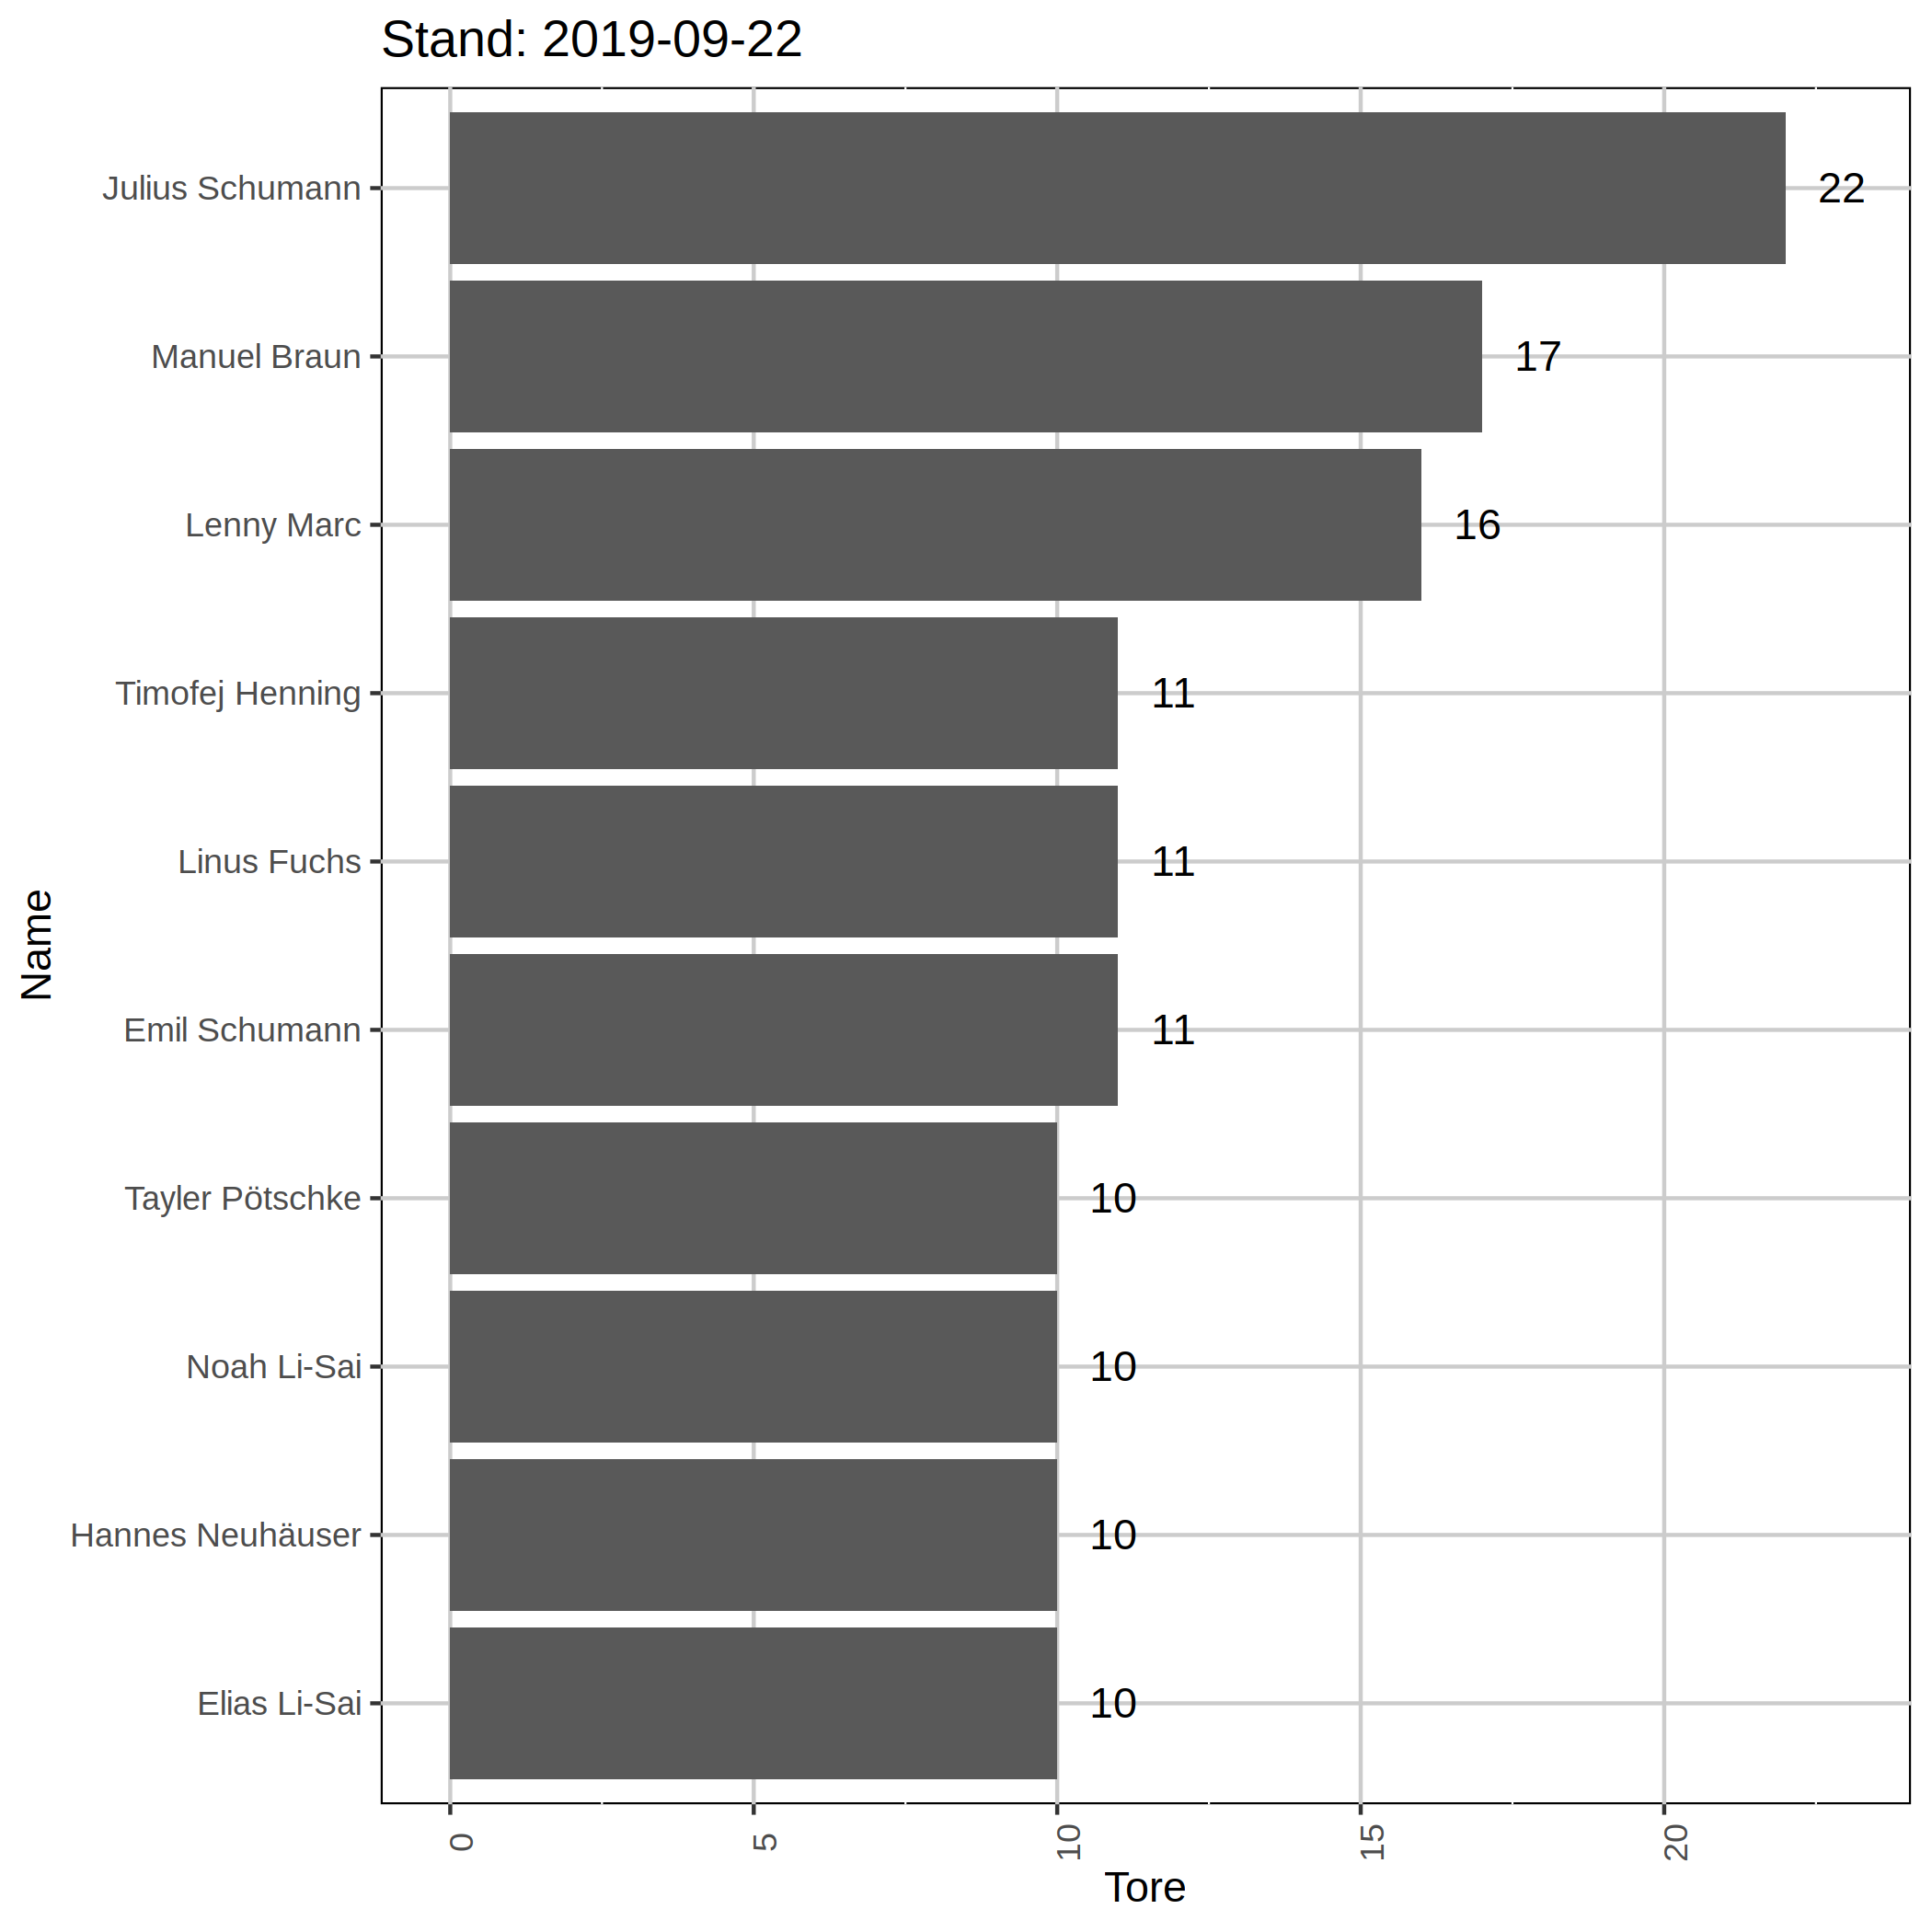 Stand: 2019-09-22
Julius Schumann 22
Manuel Braun 17
Lenny Marc 16
Timofej Henning 11
Linus Fuchs 11
Emil Schumann 11
Tayler Pötschke 10
Noah Li-Sai 10
Hannes Neuhäuser 10
Elias Li-Sai 10
Name
0 5 10 15 20
Tore